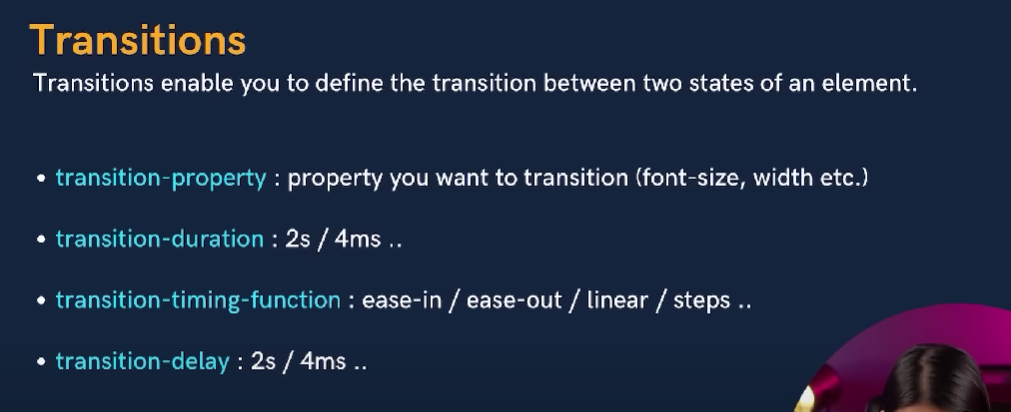 Transitions
Transitions enable you to define the transition between two states of an element.
• transition-property : property you want to transition (font-size, width etc.)
• transition-duration : 2s / 4ms ..
• transition-timing-function : ease-in / ease-out / linear / steps ..
• transition-delay : 2s / 4ms ..